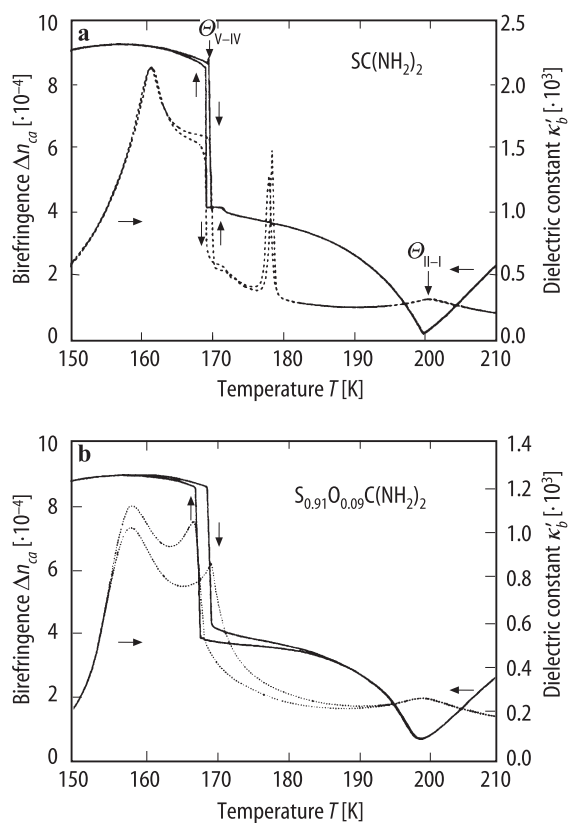 a
Θ_V–IV
SC(NH₂)₂
Θ_II–I
10
8
6
4
2
0
Birefringence Δn_ca [·10⁻⁴]
2.5
2.0
1.5
1.0
0.5
0.0
Dielectric constant κ′_b [·10³]
150 160 170 180 190 200 210
Temperature T [K]
b
S₀.₉₁O₀.₀₉C(NH₂)₂
10
8
6
4
2
0
Birefringence Δn_ca [·10⁻⁴]
1.4
1.2
1.0
0.8
0.6
0.4
0.2
0.0
Dielectric constant κ′_b [·10³]
150 160 170 180 190 200 210
Temperature T [K]